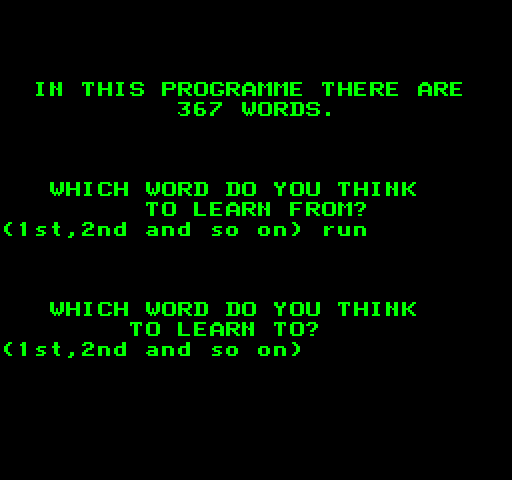 IN THIS PROGRAMME THERE ARE
367 WORDS.
WHICH WORD DO YOU THINK
TO LEARN FROM?
(1st,2nd and so on) run
WHICH WORD DO YOU THINK
TO LEARN TO?
(1st,2nd and so on)